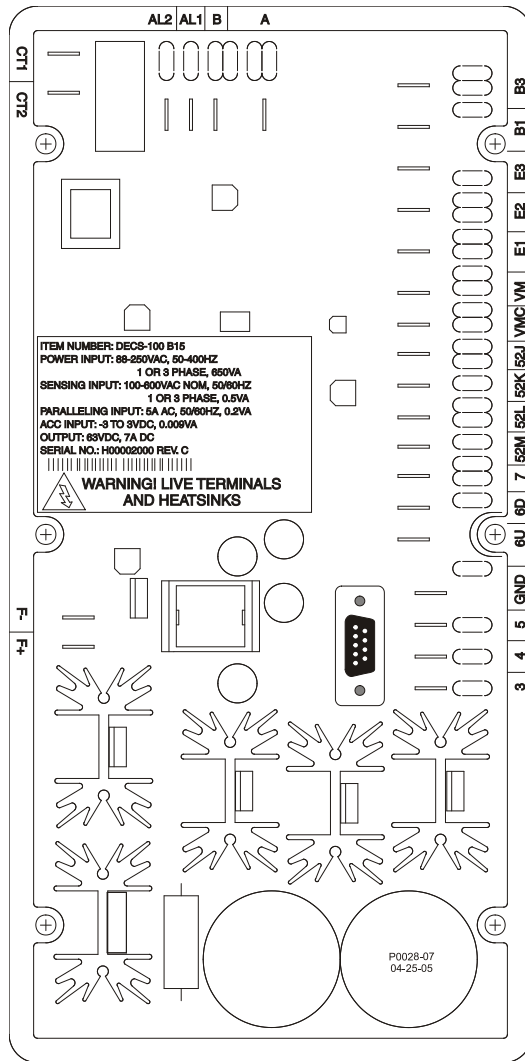 AL2 AL1 B A
CT1
CT2
B3
B1
E3
E2
E1
VM
VMC
52J
52K
52L
52M
7
6D
6U
GND
5
4
3
ITEM NUMBER: DECS-100 B15
POWER INPUT: 88-250VAC, 50-400HZ
1 OR 3 PHASE, 650VA
SENSING INPUT: 100-600VAC NOM, 50/60HZ
1 OR 3 PHASE, 0.5VA
PARALLELING INPUT: 5A AC, 50/60HZ, 0.2VA
ACC INPUT: -3 TO 3VDC, 0.009VA
OUTPUT: 63VDC, 7A DC
SERIAL NO.: H00002000 REV. C
WARNING! LIVE TERMINALS
AND HEATSINKS
F-
F+
P0028-07
04-25-05